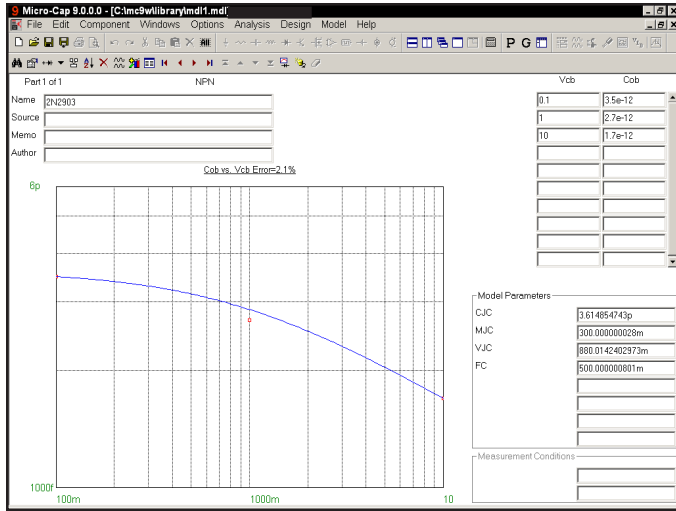 9 Micro-Cap 9.0.0.0 - [C:\mc9w\library\mdl1.mdl]
File Edit Component Windows Options Analysis Design Model Help
P G
Part 1 of 1 NPN Vcb Cob
Name 2N2903 0.1 3.5e-12
Source 1 2.7e-12
Memo 10 1.7e-12
Author
Cob vs. Vcb Error=2.1%
6p
Model Parameters
CJC 3.614854743p
MJC 300.000000028m
VJC 880.0142402973m
FC 500.000000801m
Measurement Conditions
1000f
100m 1000m 10